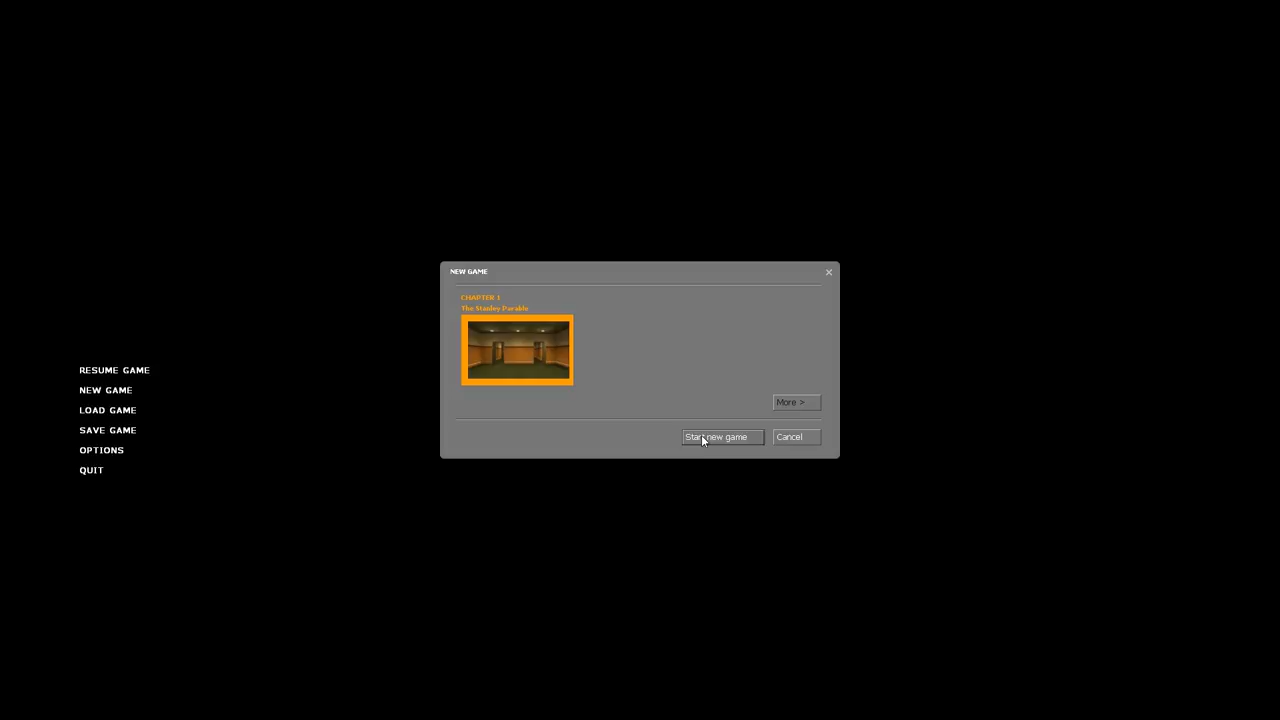 NEW GAME
CHAPTER 1
The Stanley Parable
More >
Start new game
Cancel
RESUME GAME
NEW GAME
LOAD GAME
SAVE GAME
OPTIONS
QUIT